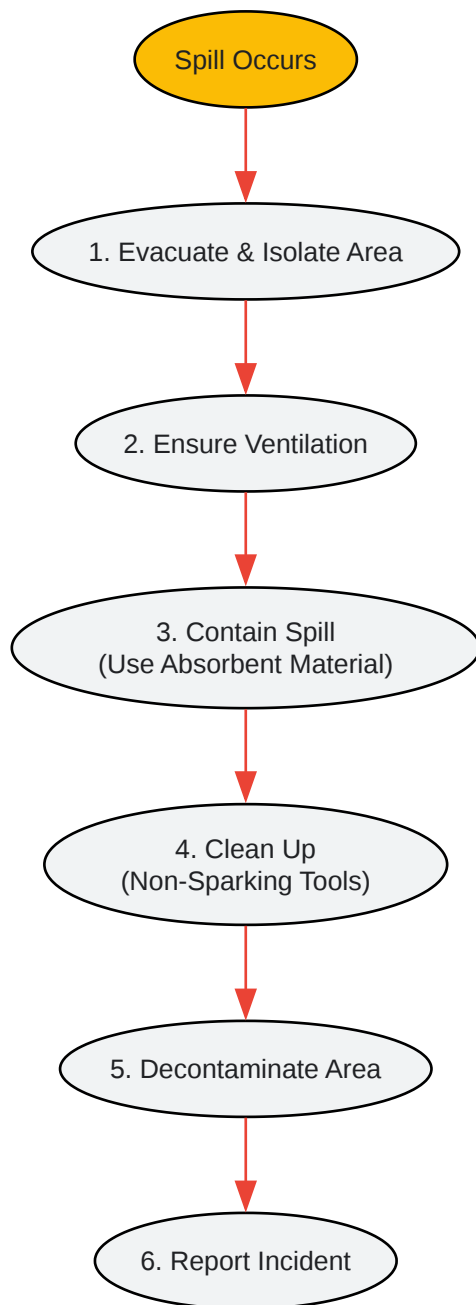 Spill Occurs
1. Evacuate & Isolate Area
2. Ensure Ventilation
3. Contain Spill
(Use Absorbent Material)
4. Clean Up
(Non-Sparking Tools)
5. Decontaminate Area
6. Report Incident